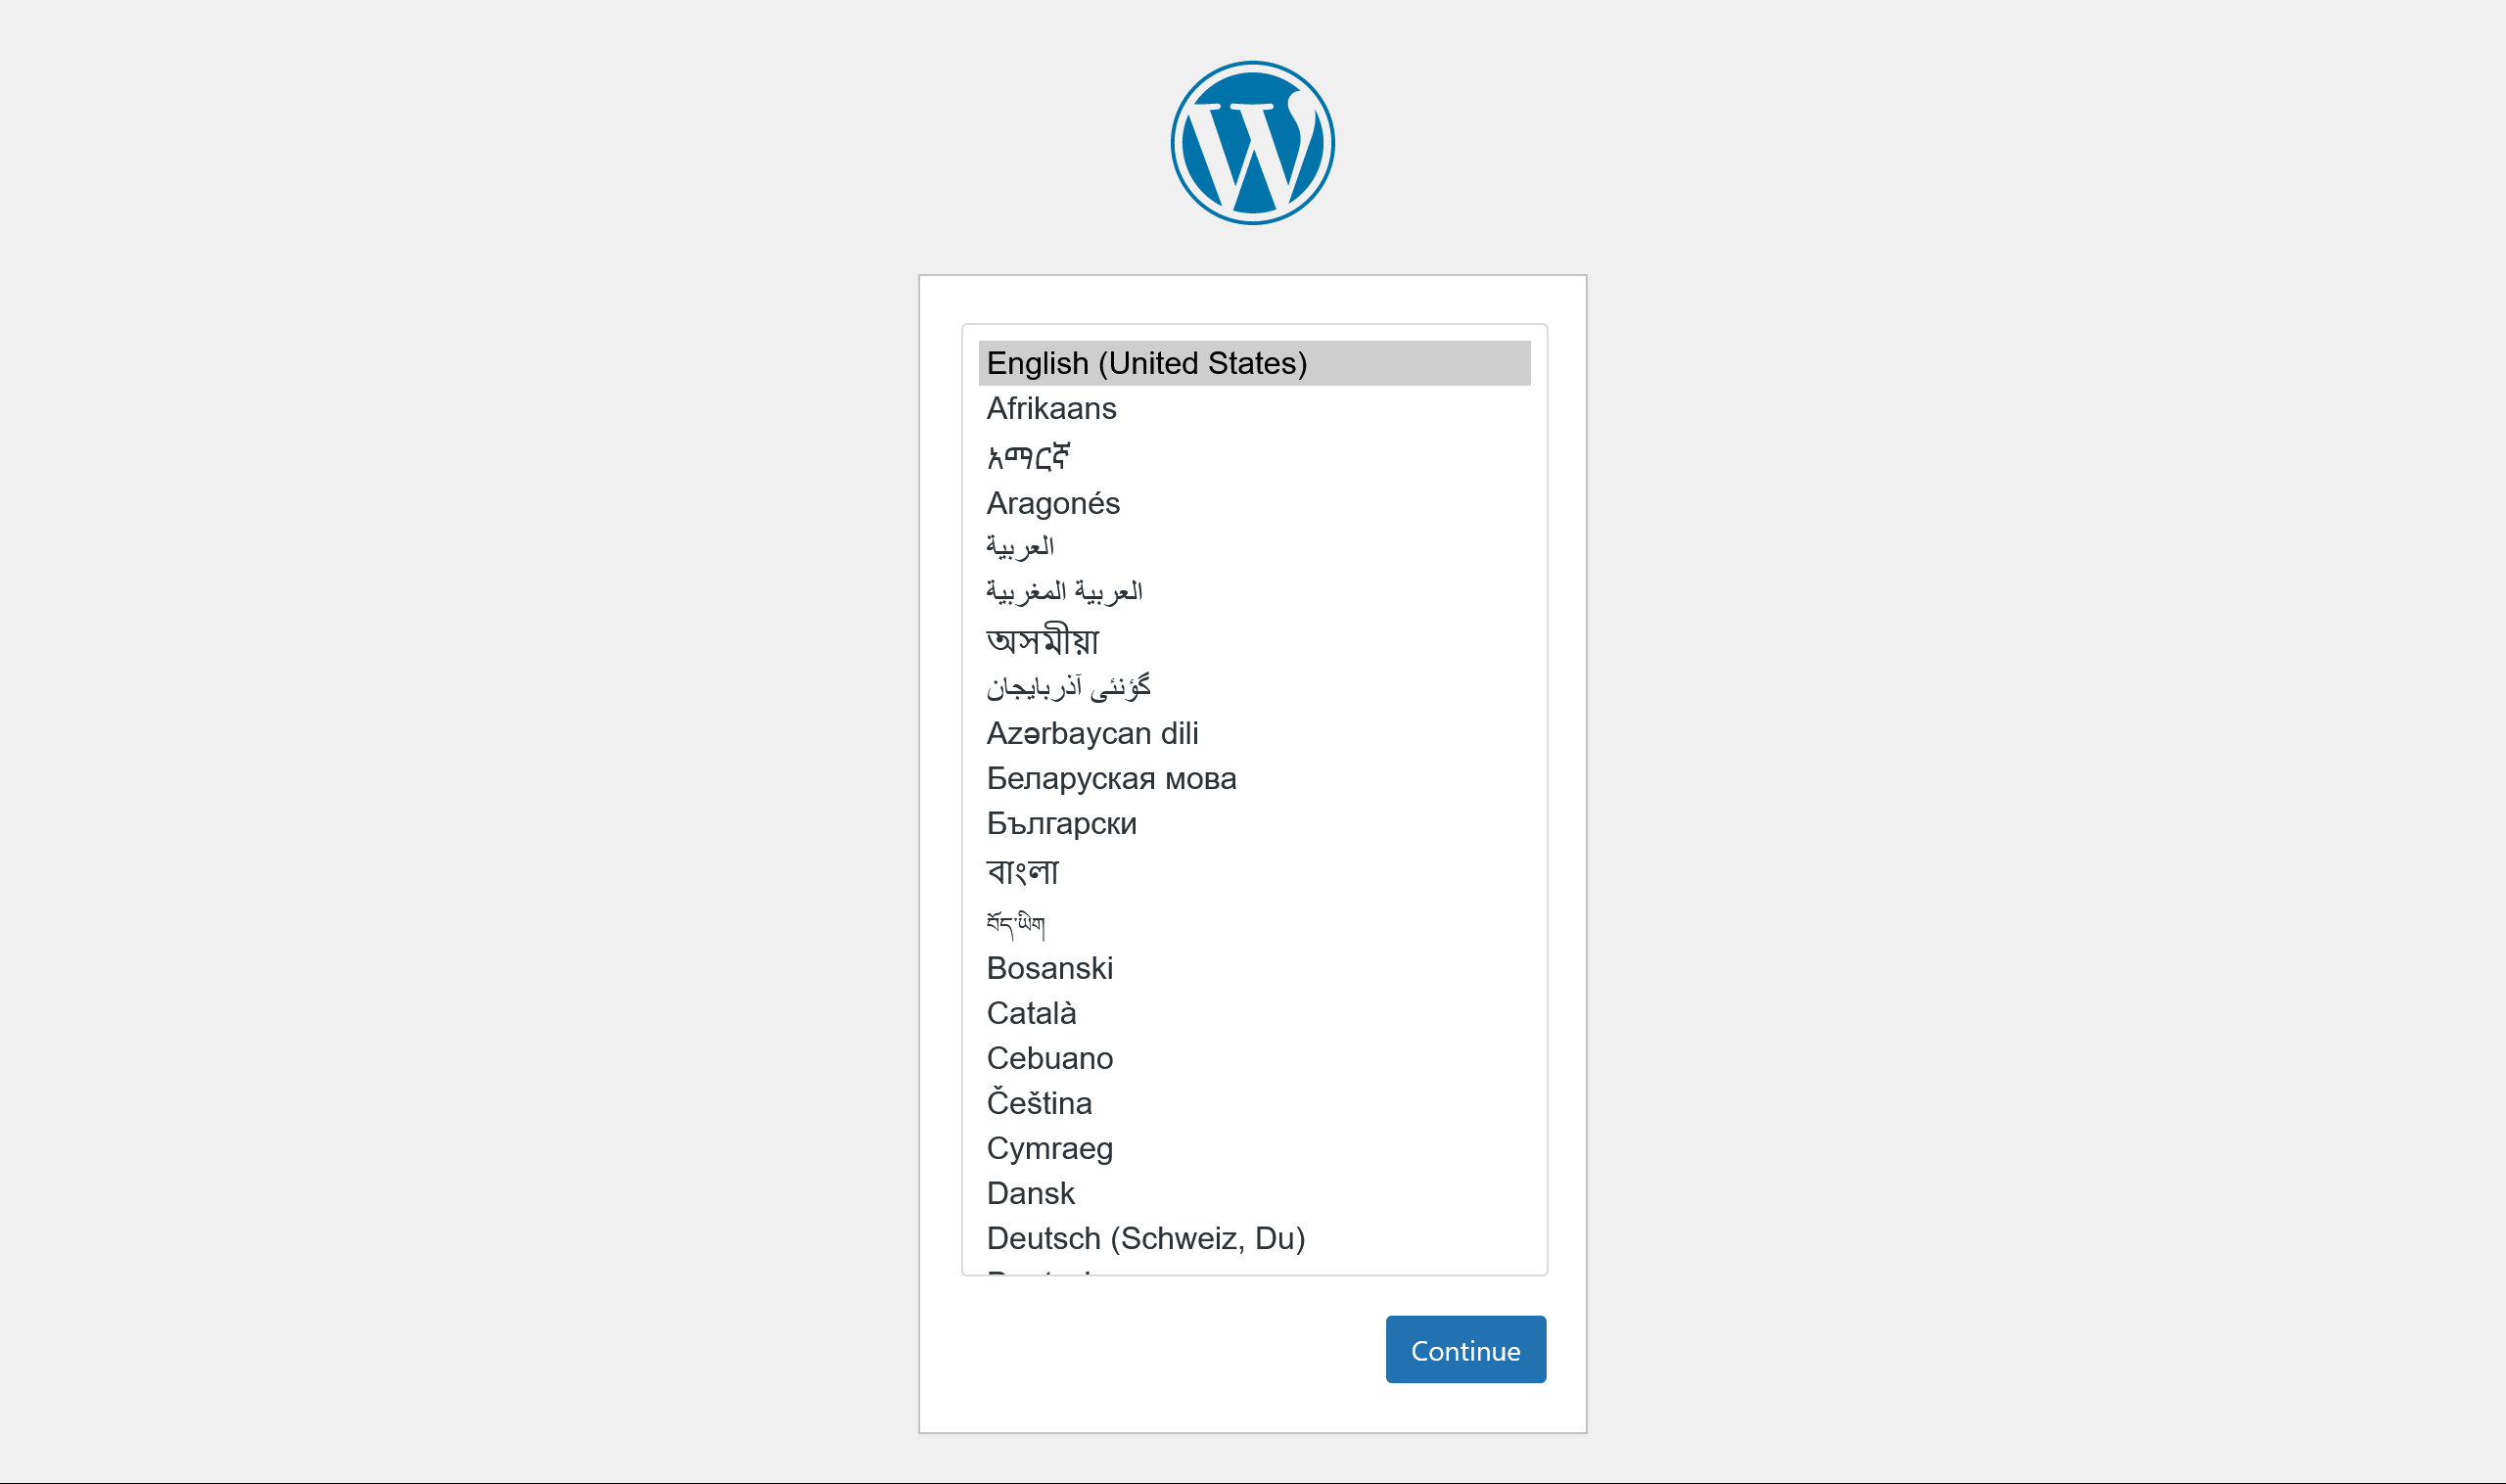 English (United States)
Afrikaans
አማርኛ
Aragonés
العربية
العربية المغربية
অসমীয়া
گؤنئی آذربایجان
Azərbaycan dili
Беларуская мова
Български
বাংলা
བོད་ཡིག
Bosanski
Català
Cebuano
Čeština
Cymraeg
Dansk
Deutsch (Schweiz, Du)
Continue